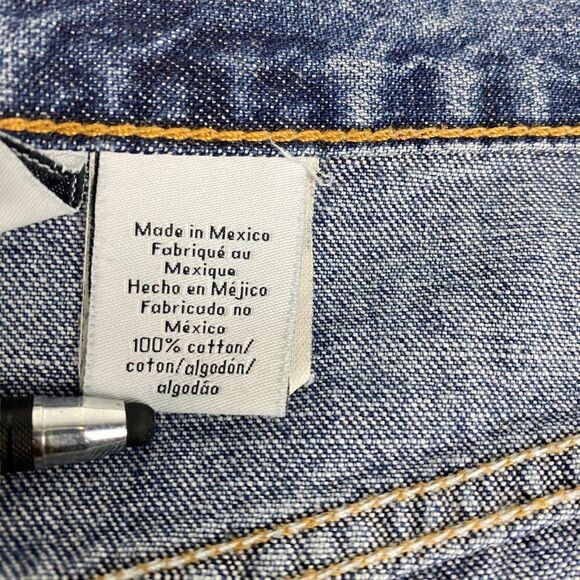 Made in Mexico
Fabriqué au
Mexique
Hecho en Méjico
Fabricado no
México
100% cotton/
coton/algodón/
algodão